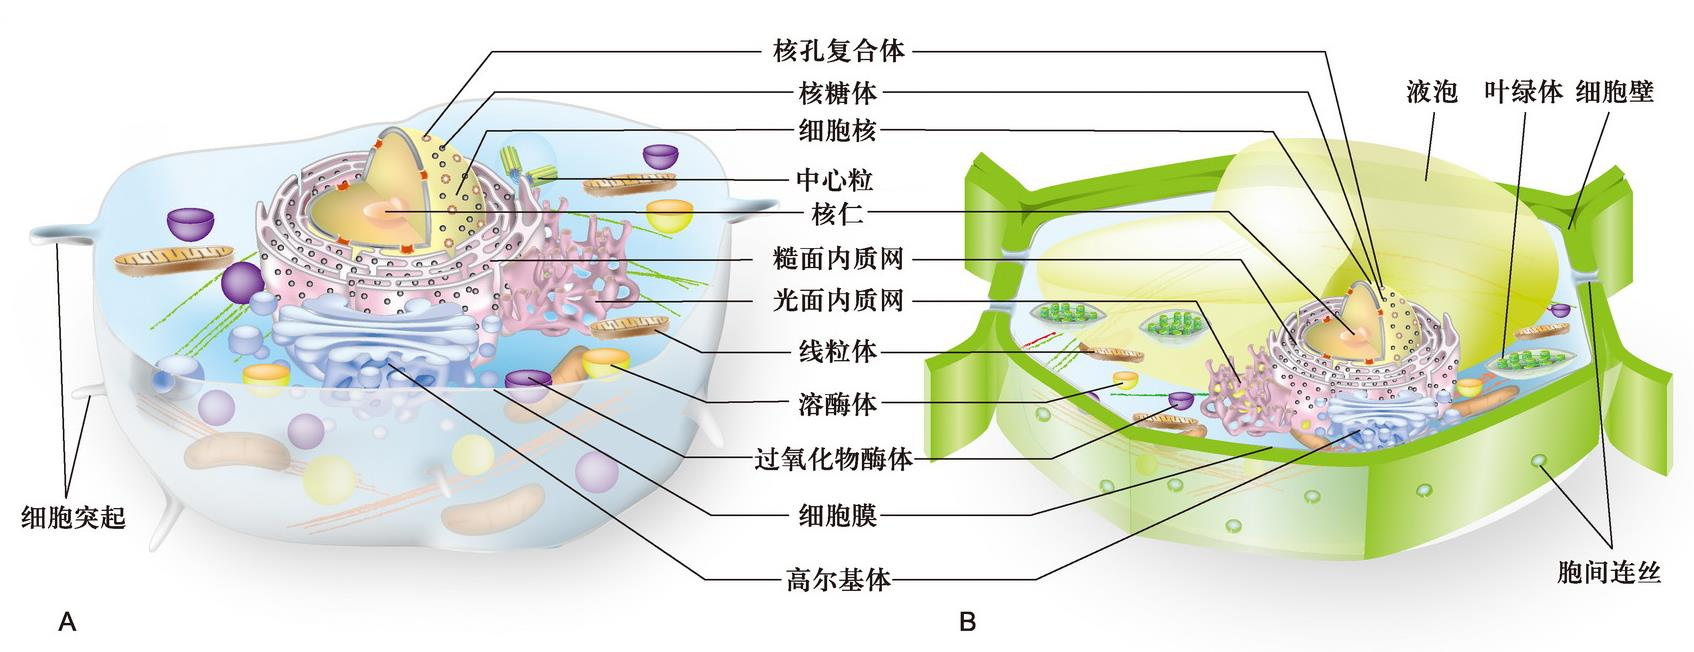 核孔复合体
核糖体
细胞核
中心粒
核仁
糙面内质网
光面内质网
线粒体
溶酶体
过氧化物酶体
细胞膜
高尔基体
细胞突起
液泡 叶绿体 细胞壁
胞间连丝
A
B